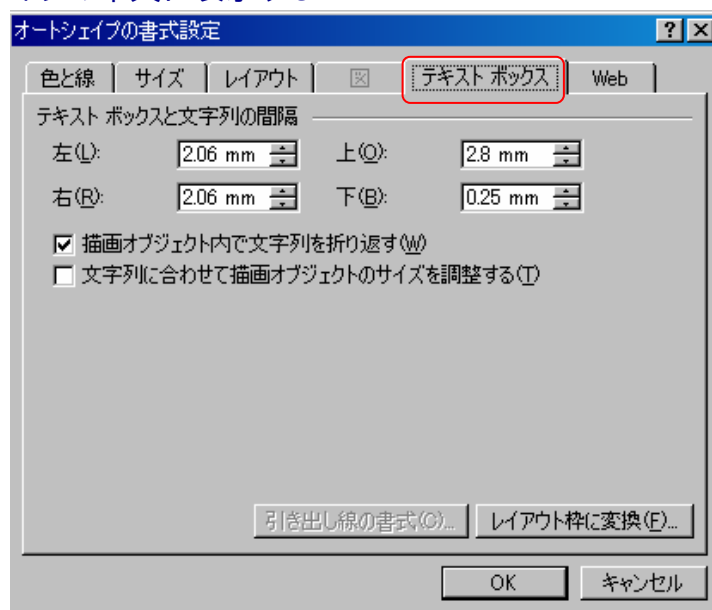 オートシェイプの書式設定
色と線 サイズ レイアウト 図 テキスト ボックス Web
テキスト ボックスと文字列の間隔
左(L): 2.06 mm 上(O): 2.8 mm
右(R): 2.06 mm 下(B): 0.25 mm
描画オブジェクト内で文字列を折り返す(W)
文字列に合わせて描画オブジェクトのサイズを調整する(T)
引き出し線の書式(C)... レイアウト枠に変換(F)...
OK キャンセル